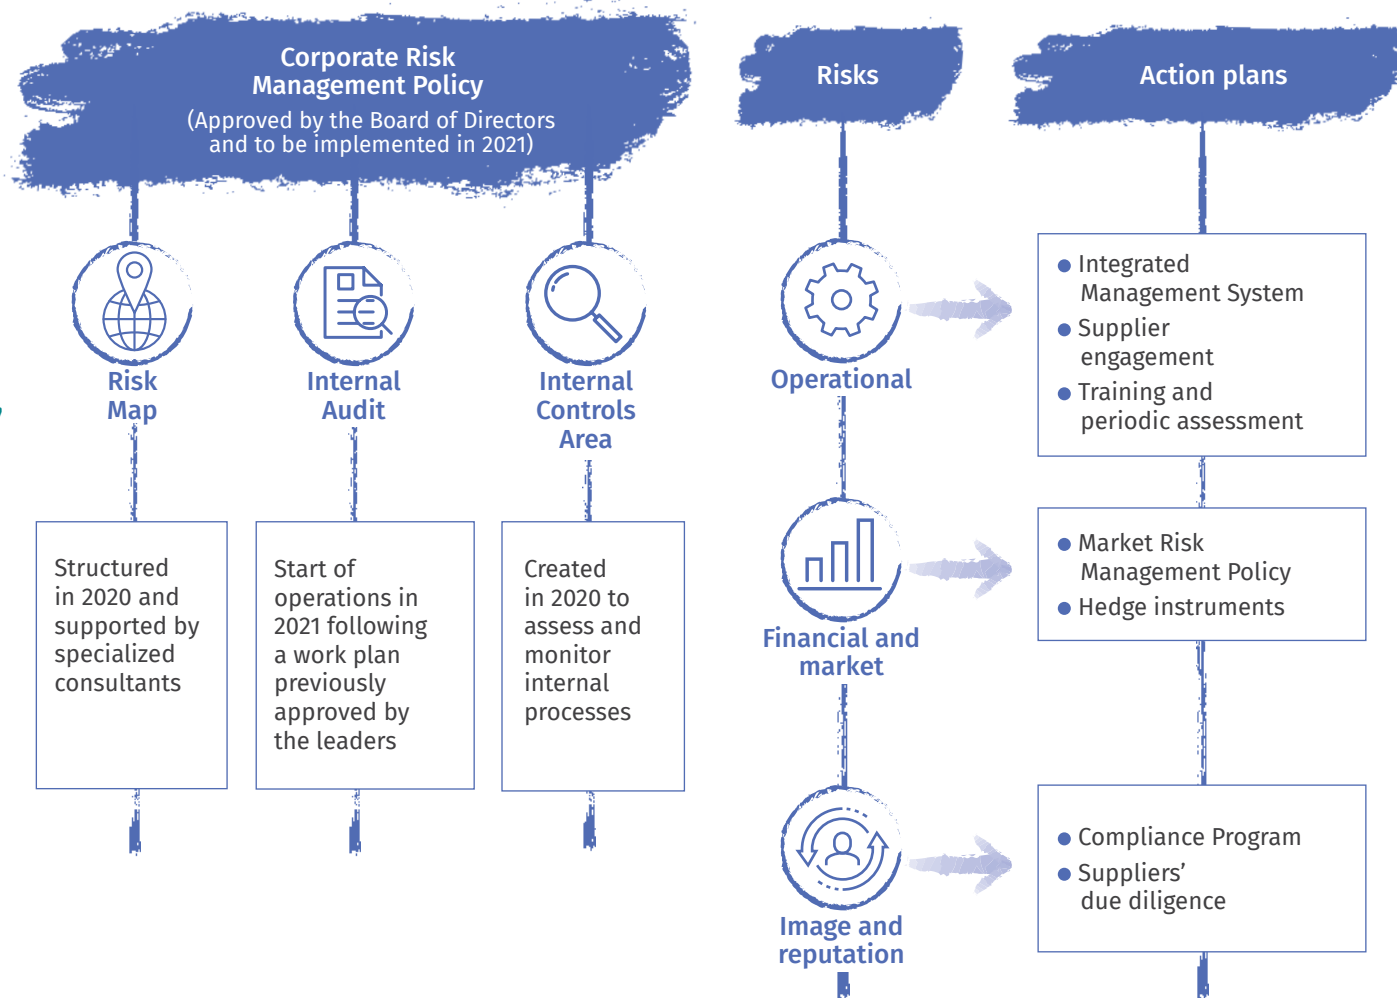 Corporate Risk
Management Policy
(Approved by the Board of Directors
and to be implemented in 2021)
Risk
Map
Structured
in 2020 and
supported by
specialized
consultants
Internal
Audit
Start of
operations in
2021 following
a work plan
previously
approved by
the leaders
Internal
Controls
Area
Created
in 2020 to
assess and
monitor
internal
processes
Risks
Action plans
Operational
● Integrated
Management System
● Supplier
engagement
● Training and
periodic assessment
Financial and
market
● Market Risk
Management Policy
● Hedge instruments
Image and
reputation
● Compliance Program
● Suppliers’
due diligence